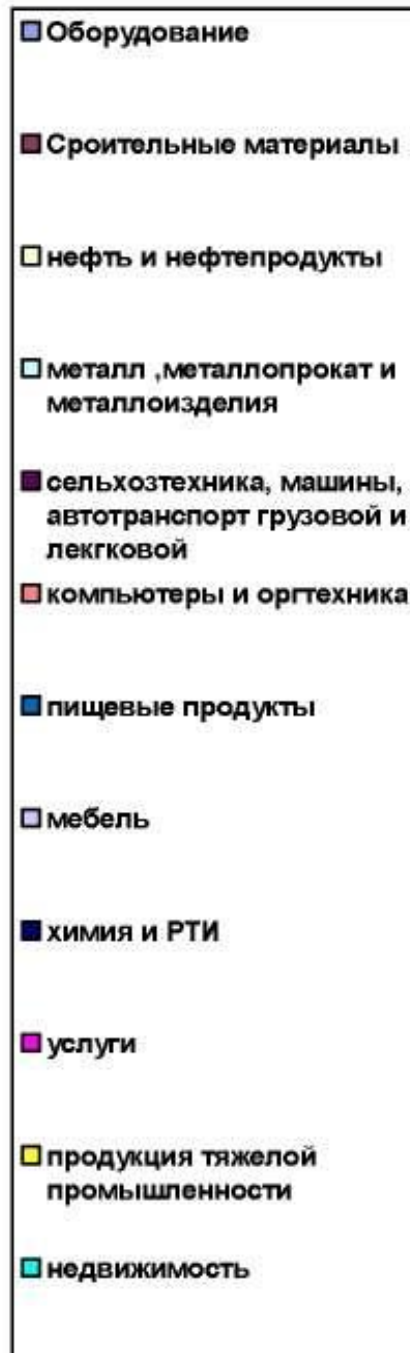 Оборудование
Сроительные материалы
нефть и нефтепродукты
металл ,металлопрокат и
металлоизделия
сельхозтехника, машины,
автотранспорт грузовой и
лекгковой
компьютеры и оргтехника
пищевые продукты
мебель
химия и РТИ
услуги
продукция тяжелой
промышленности
недвижимость